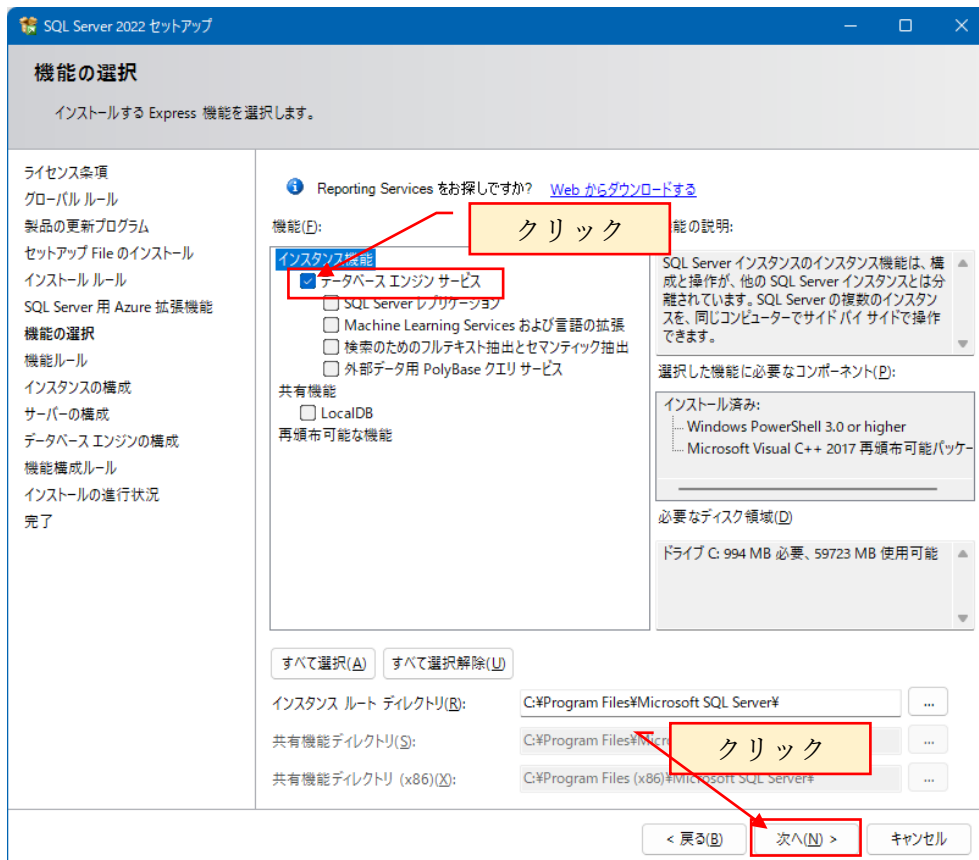 SQL Server 2022 セットアップ
機能の選択
インストールする Express 機能を選択します。
ライセンス条項
グローバル ルール
製品の更新プログラム
セットアップ File のインストール
インストール ルール
SQL Server 用 Azure 拡張機能
機能の選択
機能ルール
インスタンスの構成
サーバーの構成
データベース エンジンの構成
機能構成ルール
インストールの進行状況
完了
Reporting Services をお探しですか? Web からダウンロードする
機能(F):
クリック
能の説明:
インスタンス機能
データベース エンジン サービス
SQL Server レプリケーション
Machine Learning Services および言語の拡張
検索のためのフルテキスト抽出とセマンティック抽出
外部データ用 PolyBase クエリ サービス
共有機能
LocalDB
再頒布可能な機能
SQL Server インスタンスのインスタンス機能は、構
成と操作が、他の SQL Server インスタンスとは分
離されています。SQL Server の複数のインスタン
スを、同じコンピューターでサイド バイ サイドで操作
できます。
選択した機能に必要なコンポーネント(P):
インストール済み:
Windows PowerShell 3.0 or higher
Microsoft Visual C++ 2017 再頒布可能パッケー
必要なディスク領域(D)
ドライブ C: 994 MB 必要、59723 MB 使用可能
すべて選択(A)
すべて選択解除(U)
インスタンス ルート ディレクトリ(R): C:¥Program Files¥Microsoft SQL Server¥ ...
共有機能ディレクトリ(S): C:¥Program Files¥Micr ...
クリック
共有機能ディレクトリ (x86)(X): C:¥Program Files (x86)¥Microsoft SQL Server¥ ...
< 戻る(B)
次へ(N) >
キャンセル